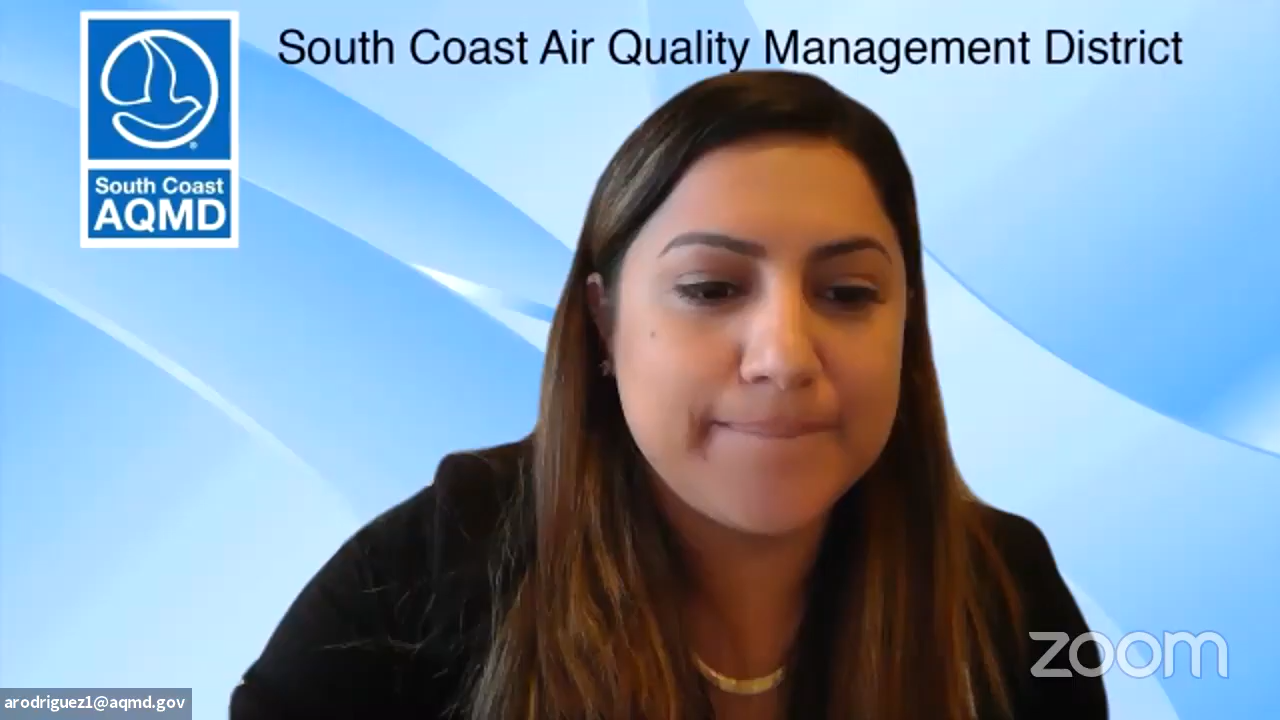 South Coast Air Quality Management District
South Coast
AQMD
zoom
arodriguez1@aqmd.gov